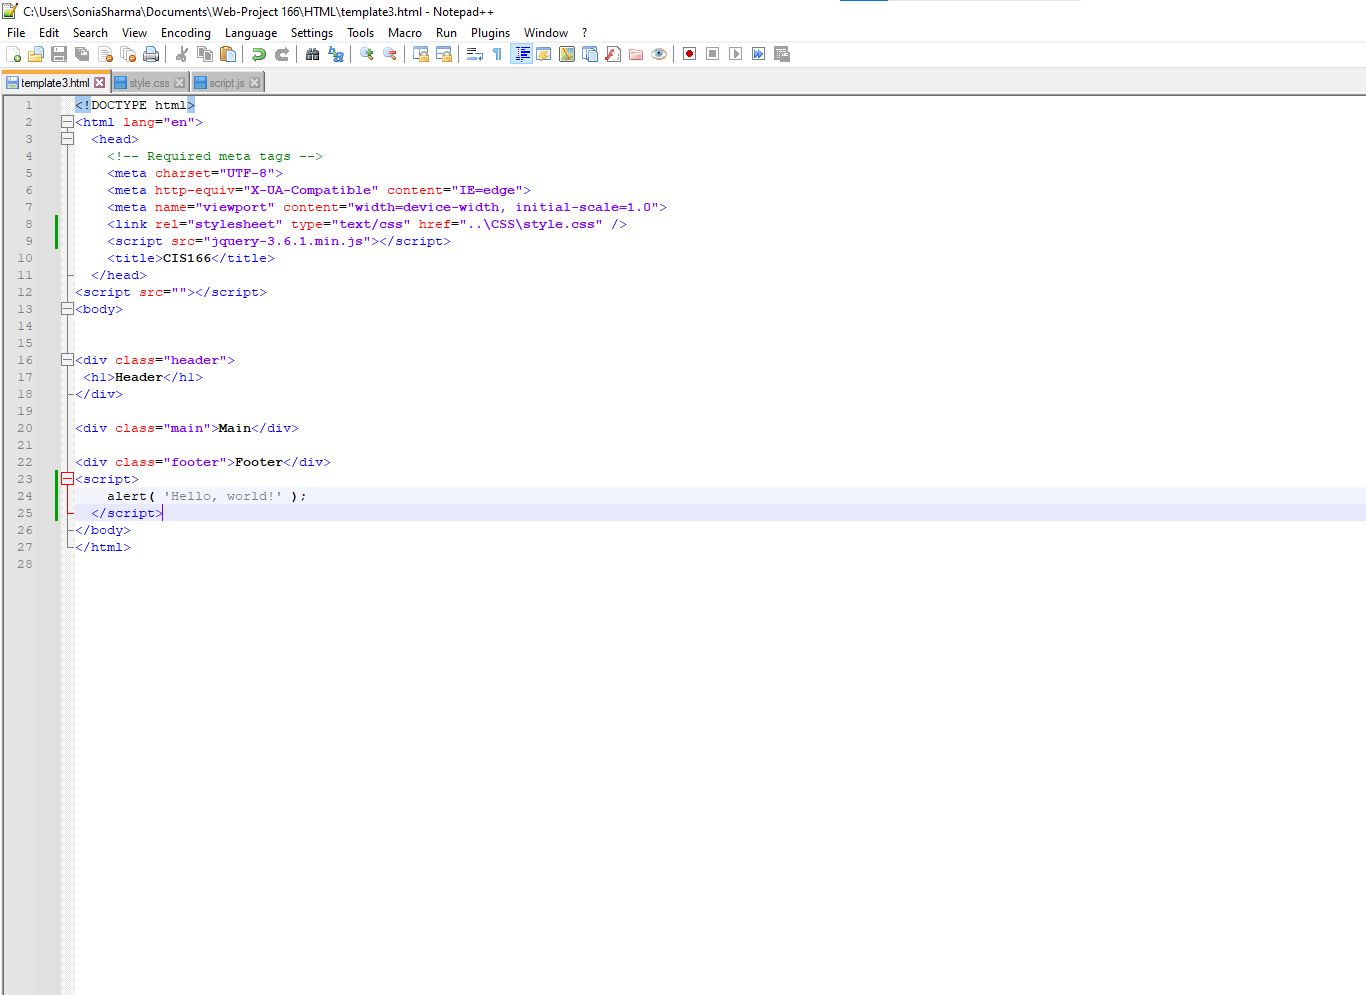 C:\Users\SoniaSharma\Documents\Web-Project 166\HTML\template3.html - Notepad++
File Edit Search View Encoding Language Settings Tools Macro Run Plugins Window ?
template3.html style.css script.js
1 <!DOCTYPE html>
2 <html lang="en">
3 <head>
4 <!-- Required meta tags -->
5 <meta charset="UTF-8">
6 <meta http-equiv="X-UA-Compatible" content="IE=edge">
7 <meta name="viewport" content="width=device-width, initial-scale=1.0">
8 <link rel="stylesheet" type="text/css" href="..\CSS\style.css" />
9 <script src="jquery-3.6.1.min.js"></script>
10 <title>CIS166</title>
11 </head>
12 <script src=""></script>
13 <body>
14
15
16 <div class="header">
17 <h1>Header</h1>
18 </div>
19
20 <div class="main">Main</div>
21
22 <div class="footer">Footer</div>
23 <script>
24 alert( 'Hello, world!' );
25 </script>
26 </body>
27 </html>
28